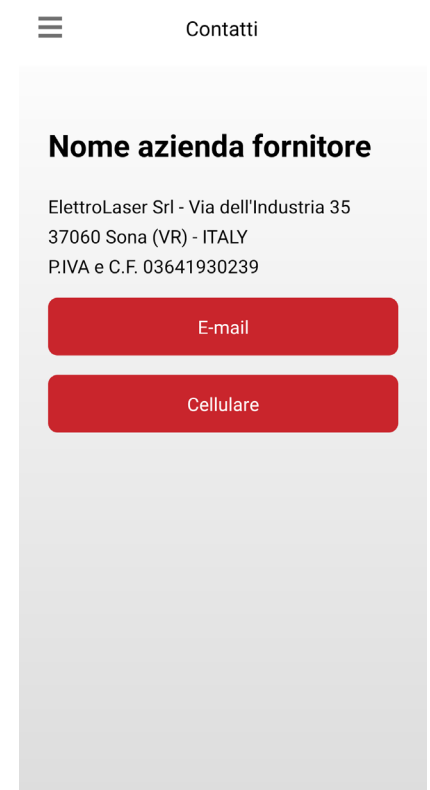 Contatti
Nome azienda fornitore
ElettroLaser Srl - Via dell'Industria 35
37060 Sona (VR) - ITALY
P.IVA e C.F. 03641930239
E-mail
Cellulare